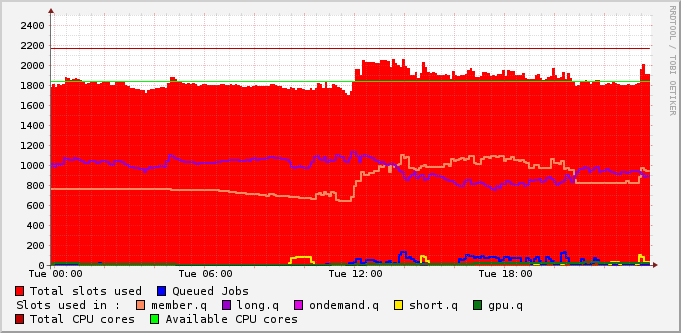 RRDTOOL / TOBI OETIKER
2400
2200
2000
1800
1600
1400
1200
1000
800
600
400
200
0
Tue 00:00 Tue 06:00 Tue 12:00 Tue 18:00
Total slots used Queued Jobs
Slots used in : member.q long.q ondemand.q short.q gpu.q
Total CPU cores Available CPU cores